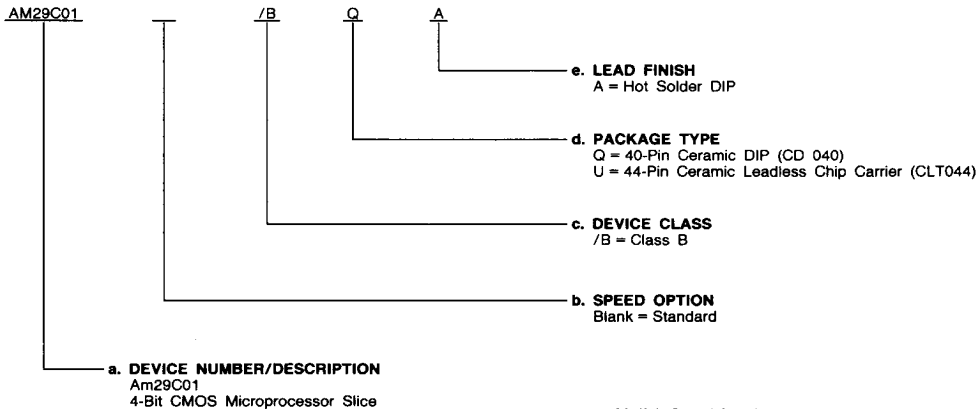 AM29C01 _ /B Q A
e. LEAD FINISH
A = Hot Solder DIP
d. PACKAGE TYPE
Q = 40-Pin Ceramic DIP (CD 040)
U = 44-Pin Ceramic Leadless Chip Carrier (CLT044)
c. DEVICE CLASS
/B = Class B
b. SPEED OPTION
Blank = Standard
a. DEVICE NUMBER/DESCRIPTION
Am29C01
4-Bit CMOS Microprocessor Slice